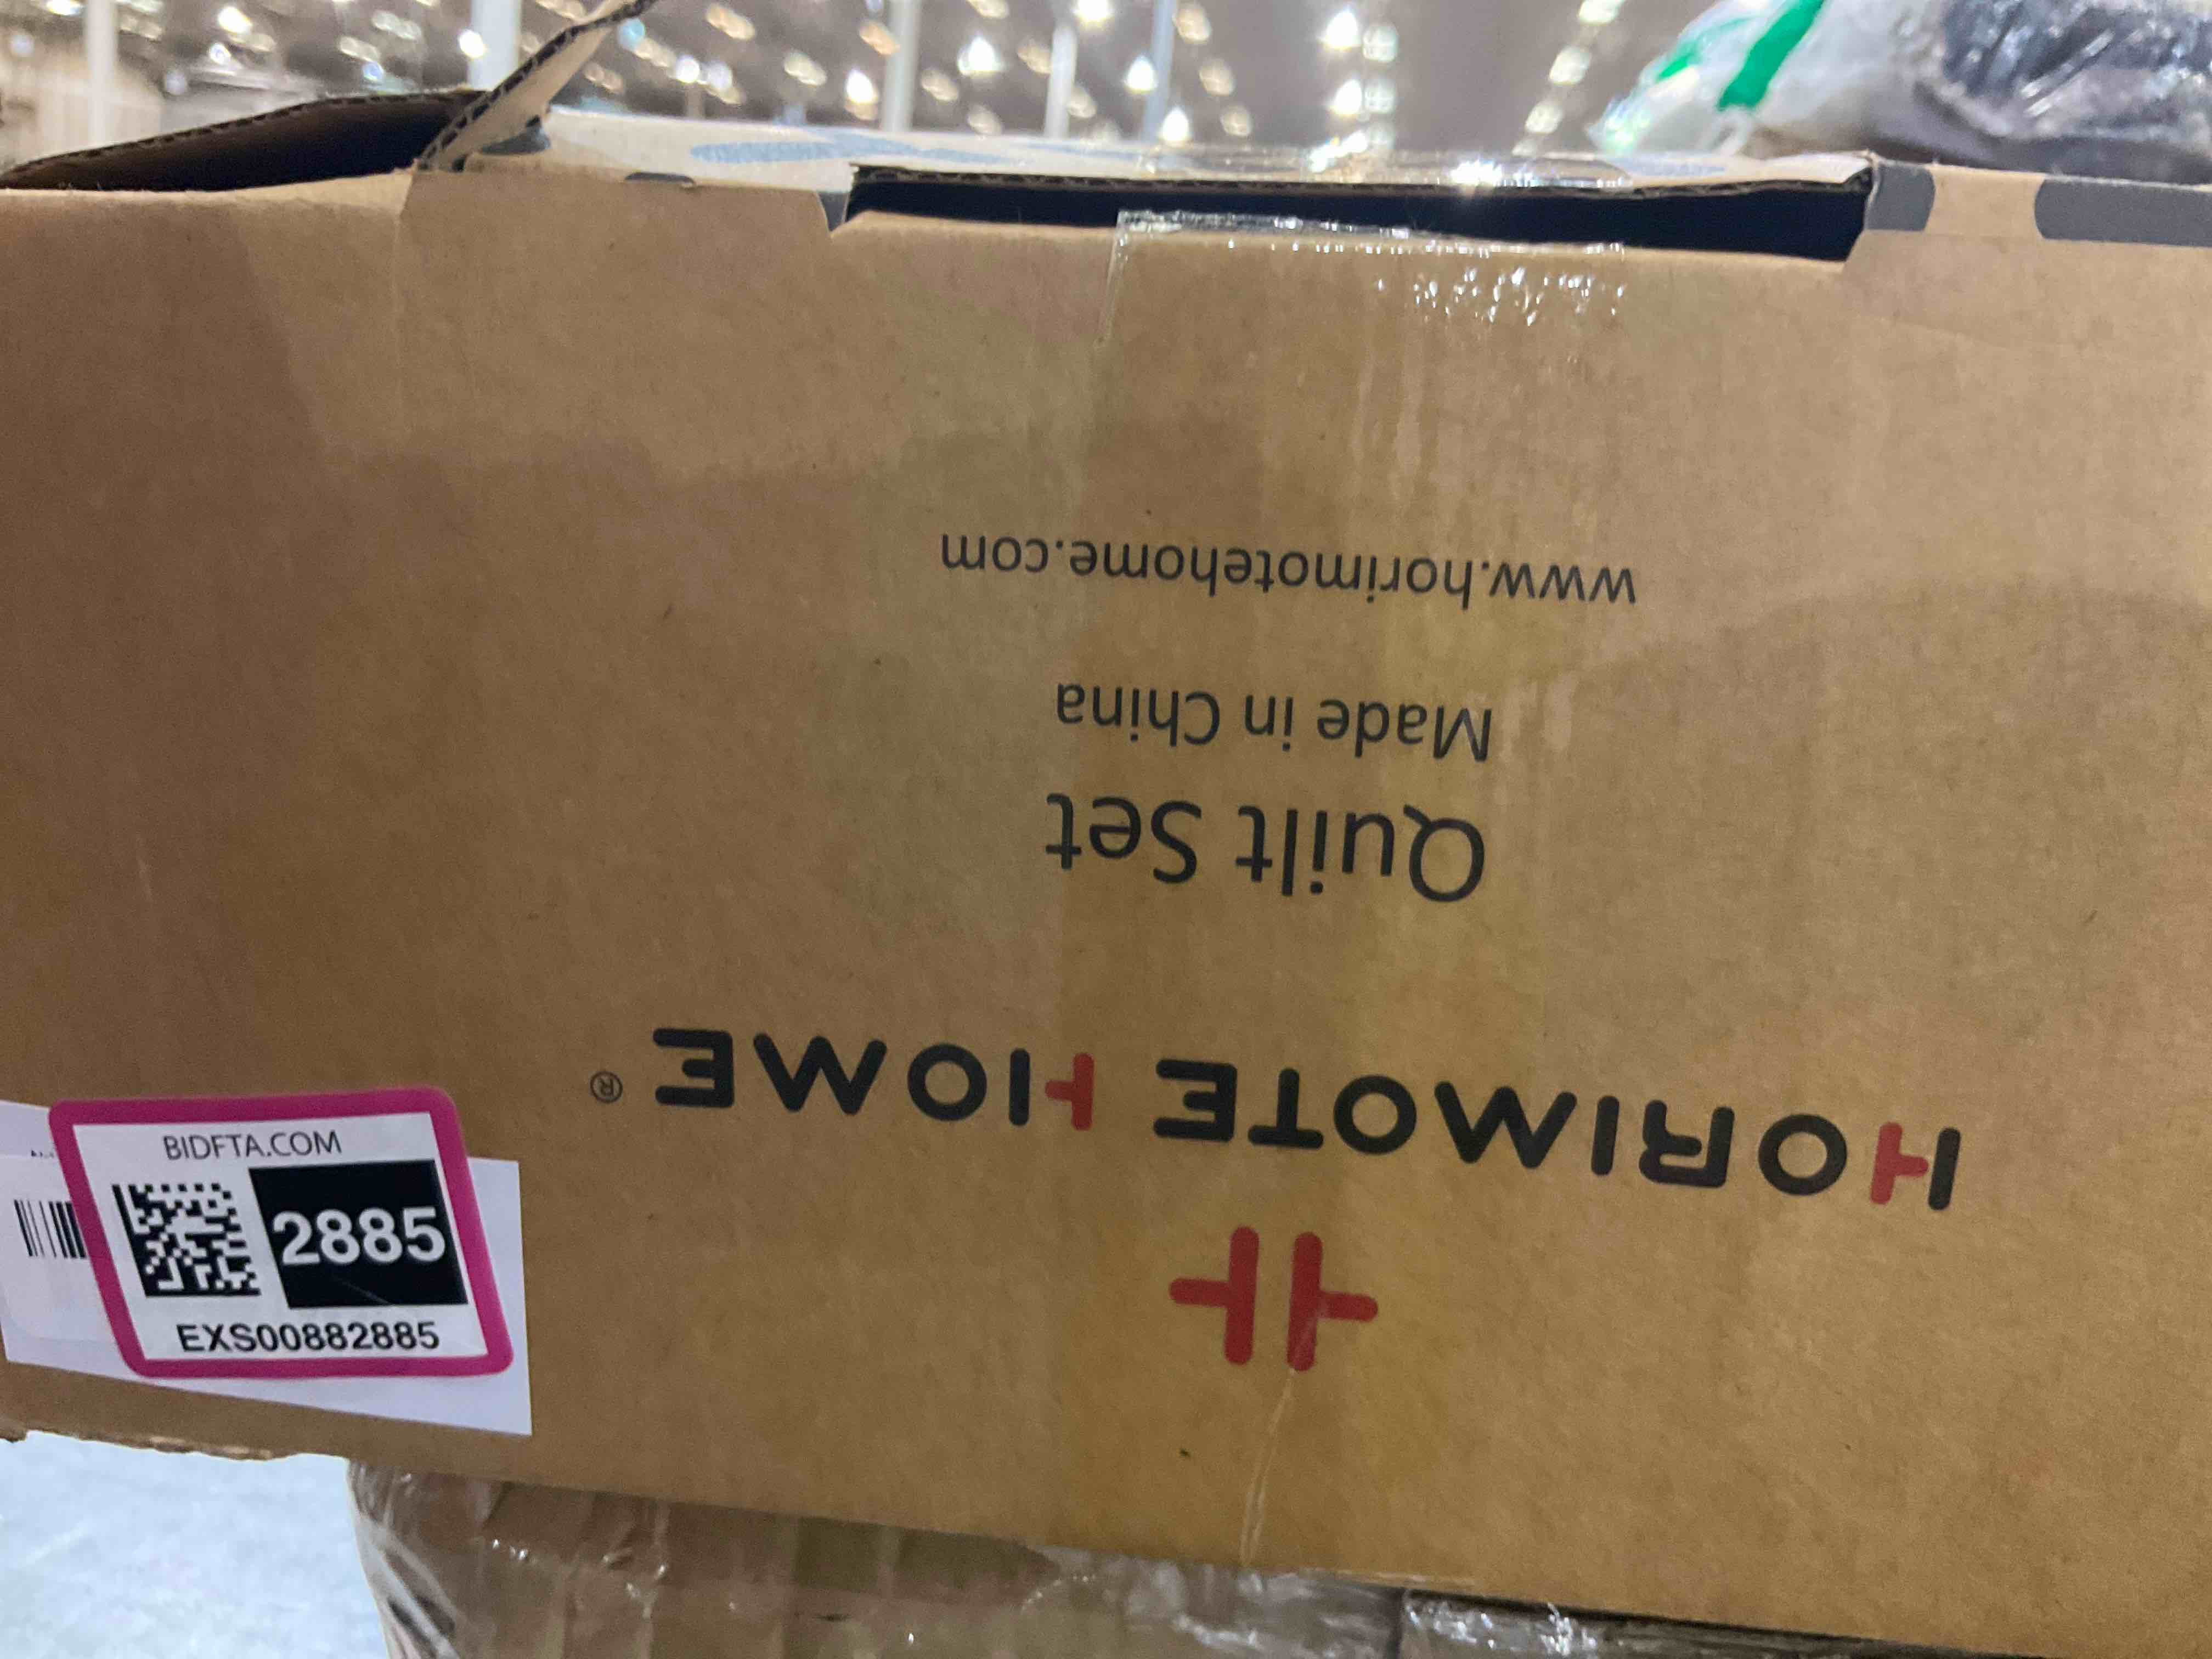 HORIMOTE HOME®
Quilt Set
Made in China
www.horimotehome.com
BIDFTA.COM
2885
EXS00882885